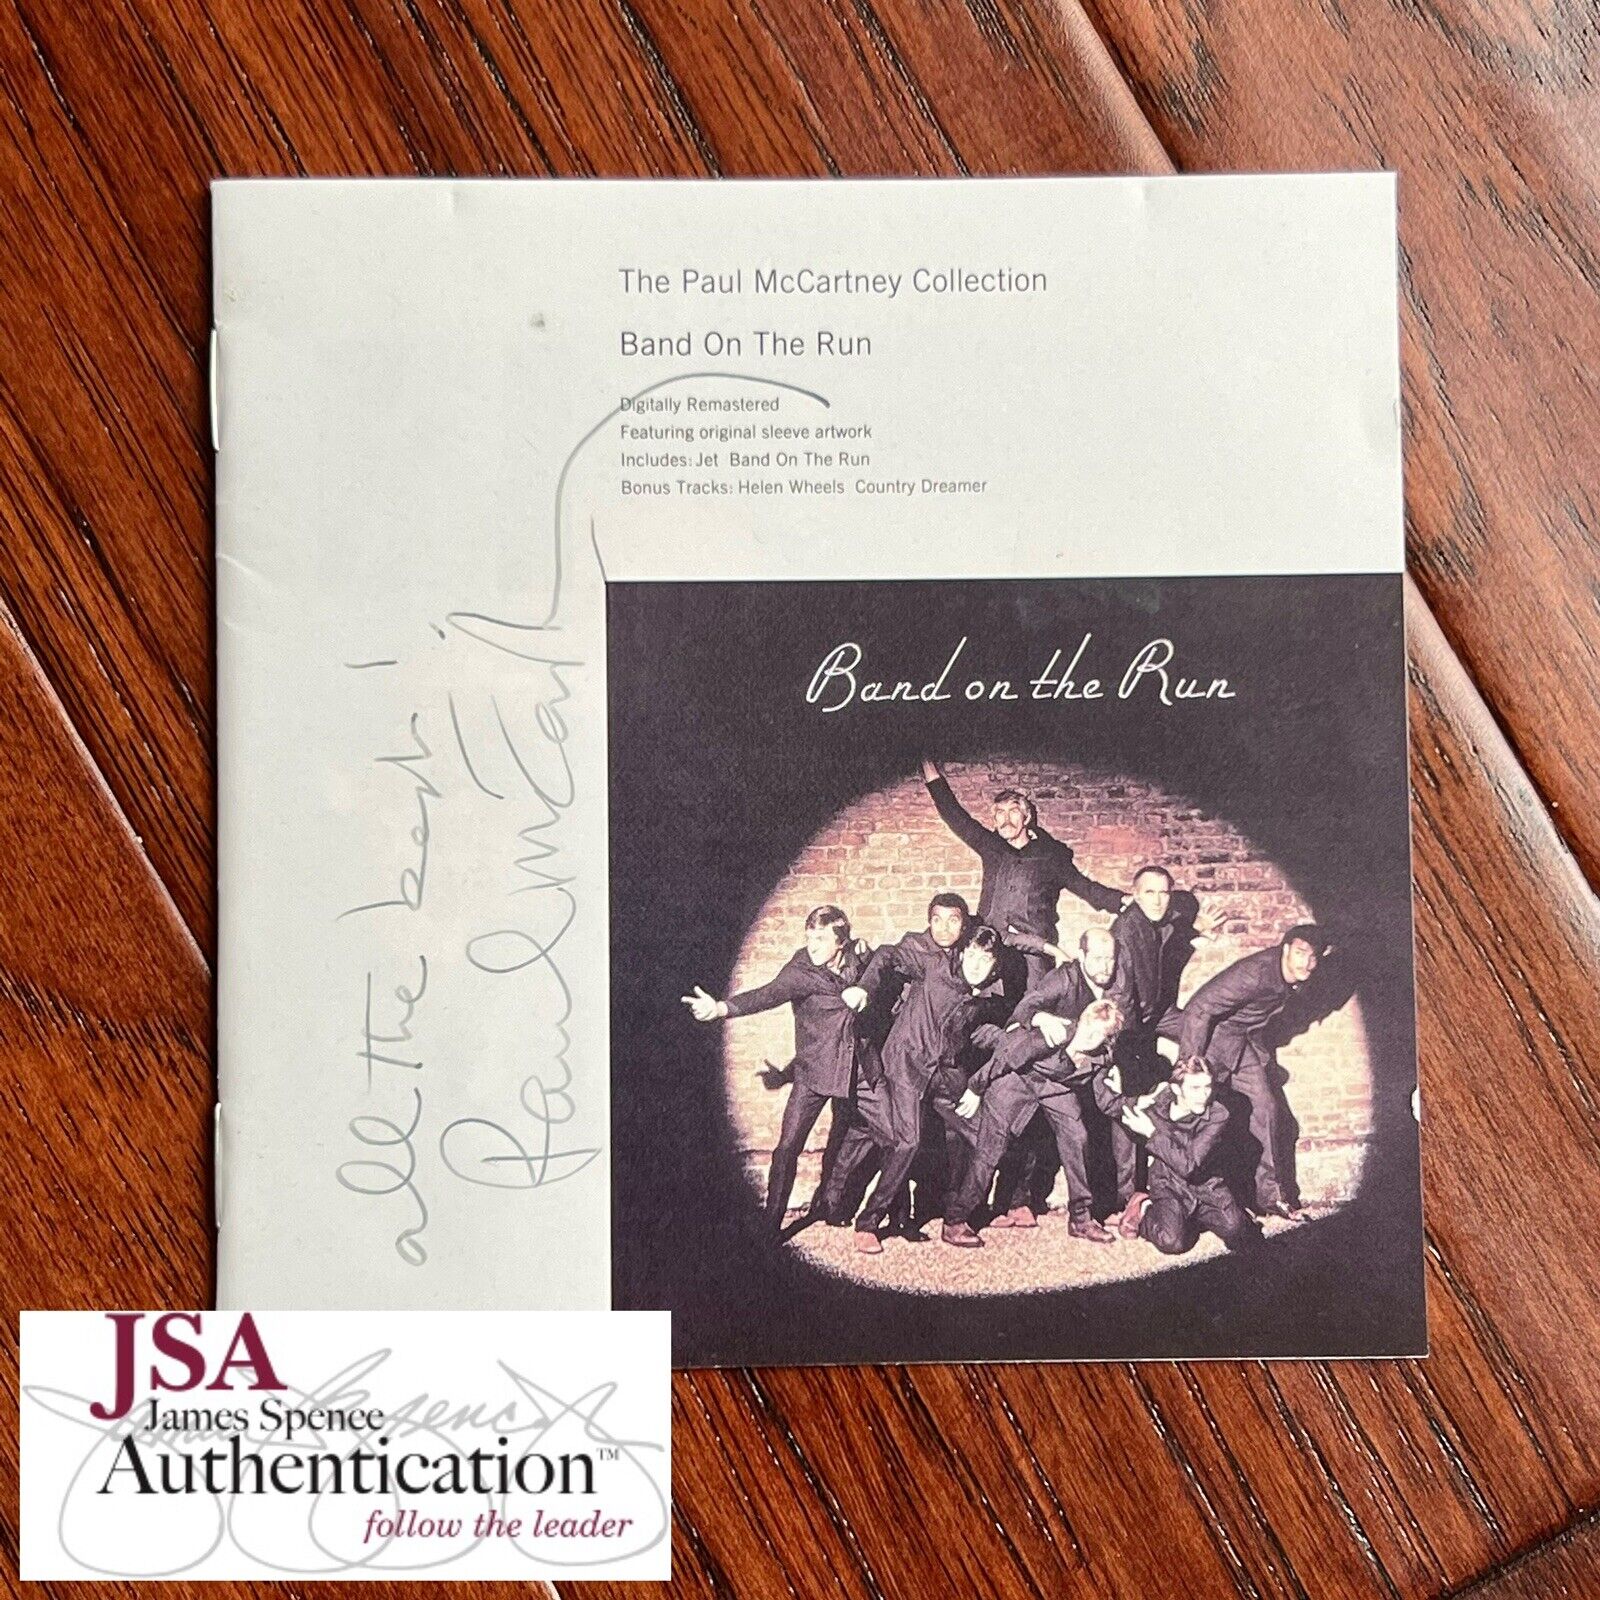 The Paul McCartney Collection
Band On The Run
Digitally Remastered
Featuring original sleeve artwork
Includes: Jet Band On The Run
Bonus Tracks: Helen Wheels Country Dreamer
all the best!
Paul McCartney
Band on the Run
JSA
James Spence
Authentication™
follow the leader